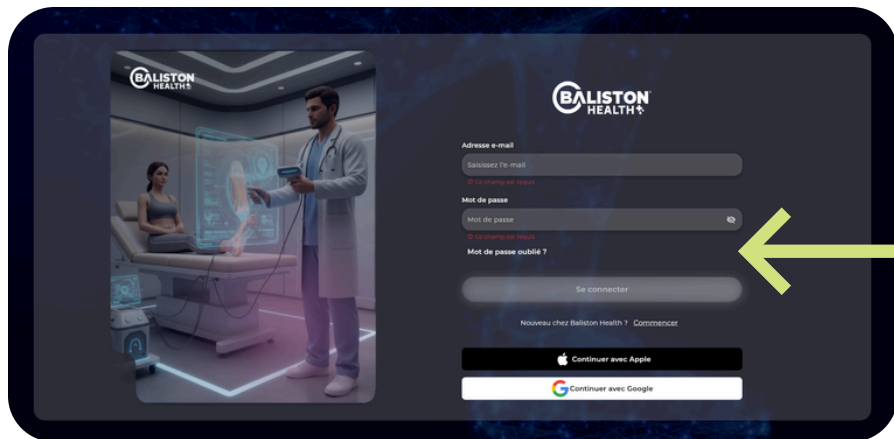 BALISTON
HEALTH
BALISTON
HEALTH
Adresse e-mail
Saisissez l'e-mail
Ce champ est requis
Mot de passe
Mot de passe
Ce champ est requis
Mot de passe oublié ?
Se connecter
Nouveau chez Baliston Health ? Commencer
Continuer avec Apple
Continuer avec Google